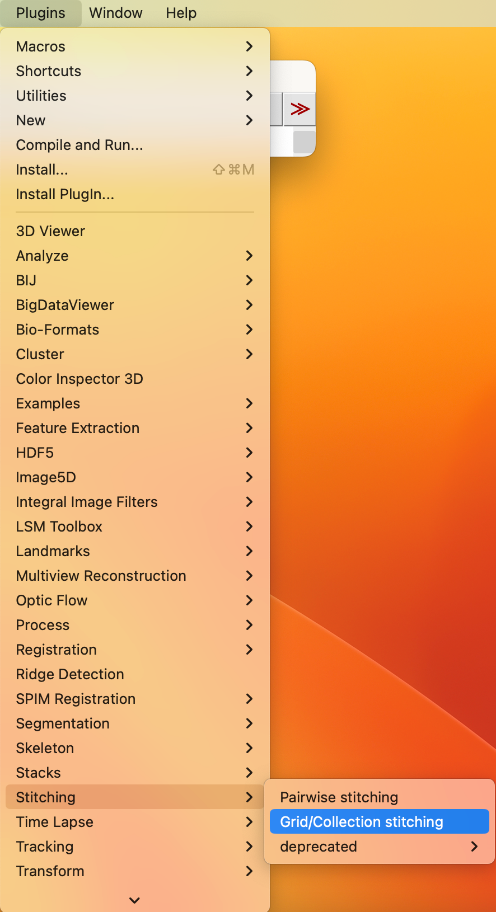 Plugins Window Help
Macros
Shortcuts
Utilities
New
Compile and Run...
Install... ⇧⌘M
Install PlugIn...
3D Viewer
Analyze
BIJ
BigDataViewer
Bio-Formats
Cluster
Color Inspector 3D
Examples
Feature Extraction
HDF5
Image5D
Integral Image Filters
LSM Toolbox
Landmarks
Multiview Reconstruction
Optic Flow
Process
Registration
Ridge Detection
SPIM Registration
Segmentation
Skeleton
Stacks
Stitching
Pairwise stitching
Grid/Collection stitching
deprecated
Time Lapse
Tracking
Transform